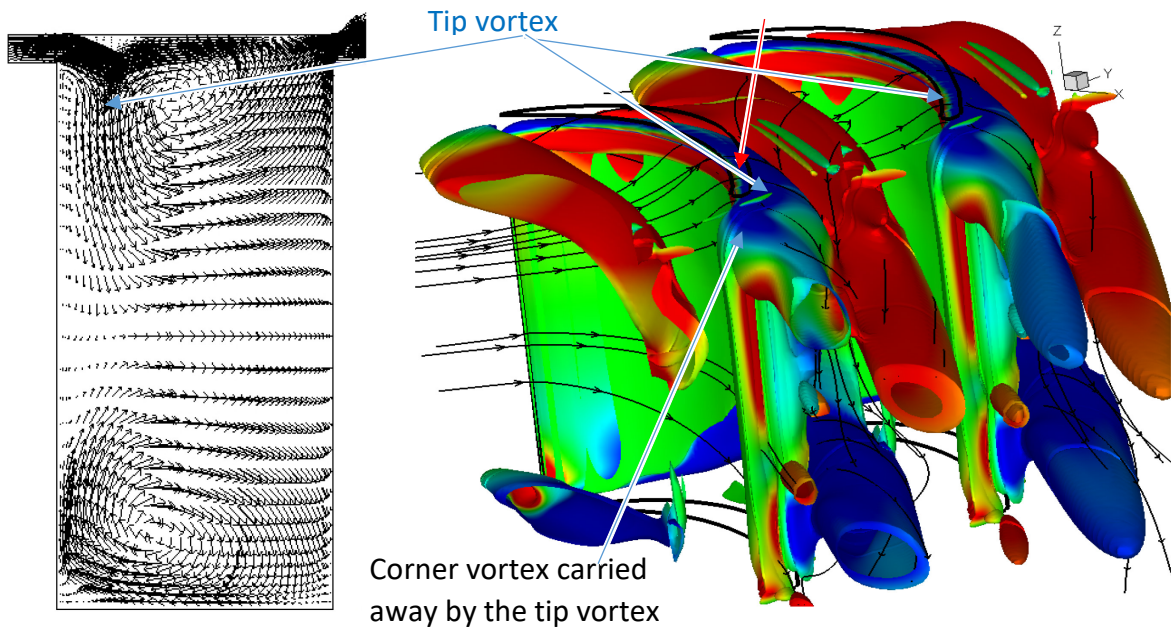 Tip vortex
Z
Y
X
Corner vortex carried
away by the tip vortex